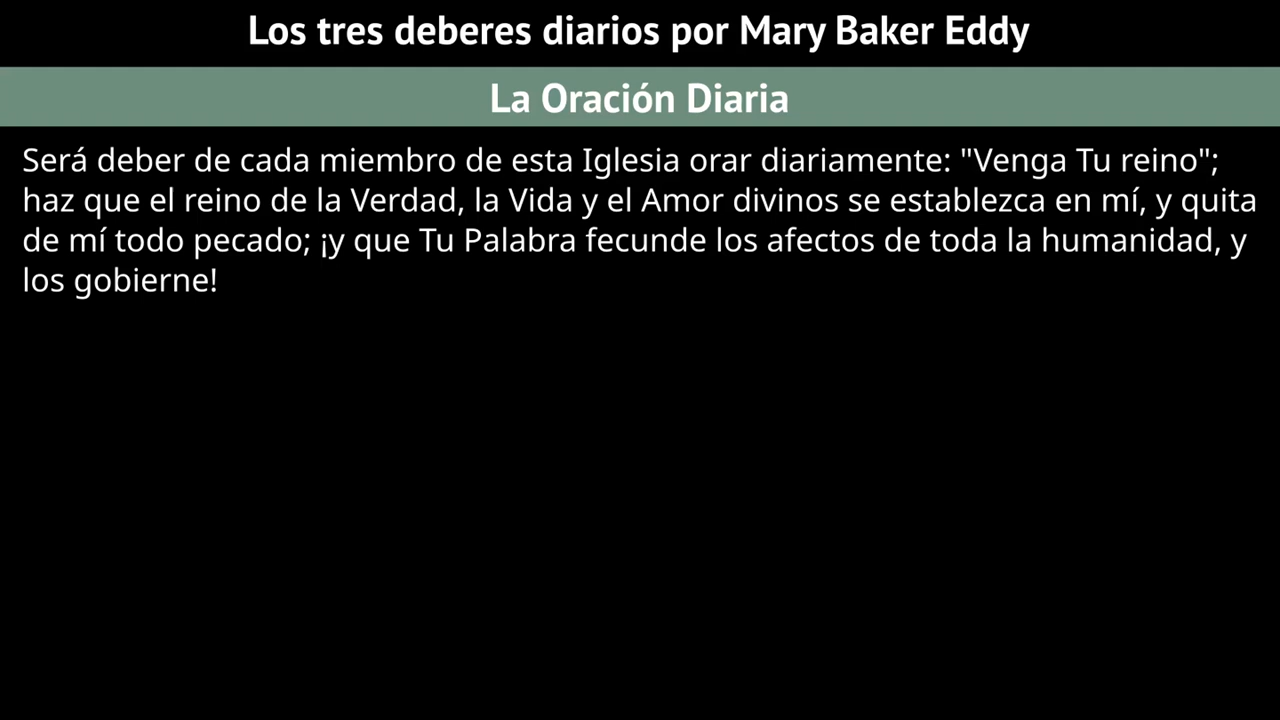 Los tres deberes diarios por Mary Baker Eddy
La Oración Diaria
Será deber de cada miembro de esta Iglesia orar diariamente: "Venga Tu reino";
haz que el reino de la Verdad, la Vida y el Amor divinos se establezca en mí, y quita
de mí todo pecado; ¡y que Tu Palabra fecunde los afectos de toda la humanidad, y
los gobierne!